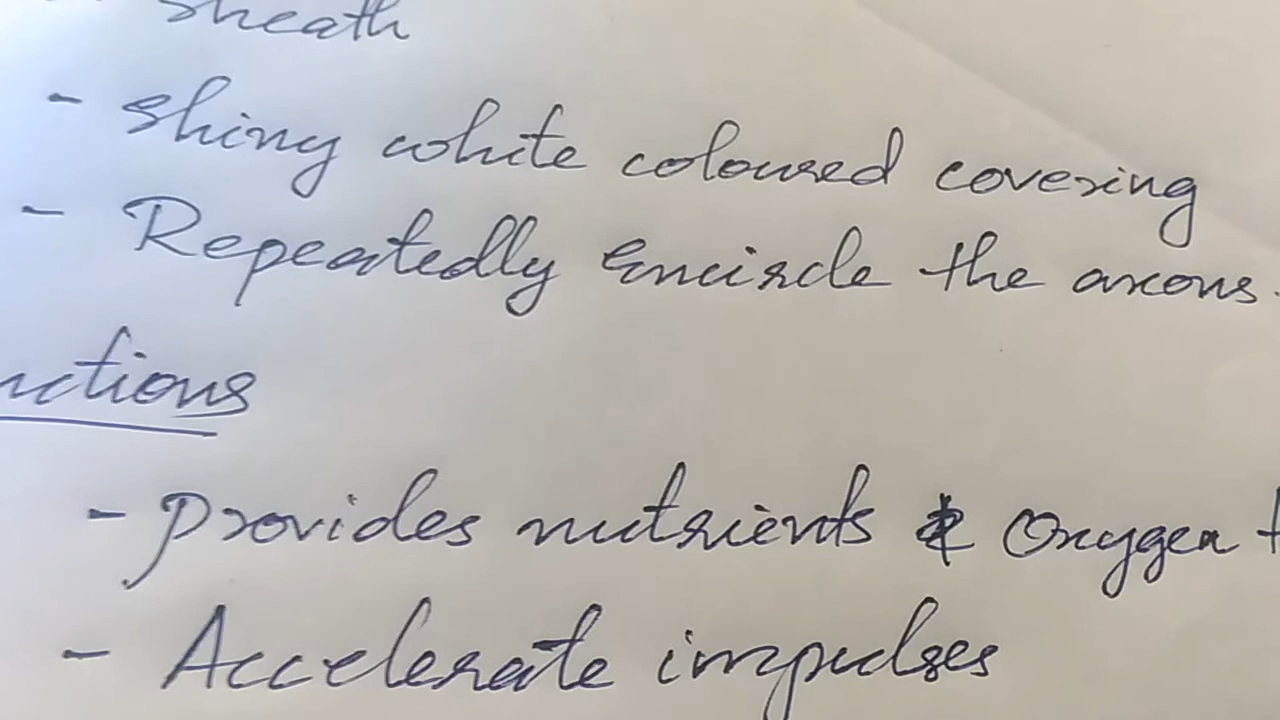 sheath
- Shiny white coloured covering
- Repeatedly Encircle the axons.
nctions
- Provides nutrients & Oxygen t
- Accelerate impulses